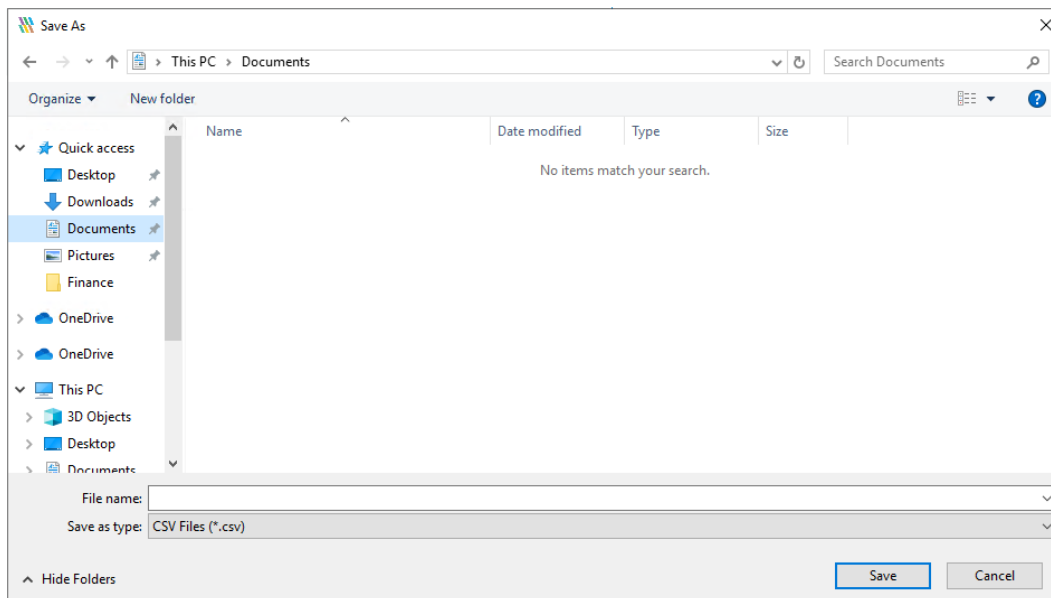 Save As
This PC > Documents
Search Documents
Organize
New folder
?
Name
Date modified
Type
Size
No items match your search.
Quick access
Desktop
Downloads
Documents
Pictures
Finance
OneDrive
OneDrive
This PC
3D Objects
Desktop
Documents
File name:
Save as type: CSV Files (*.csv)
Hide Folders
Save
Cancel